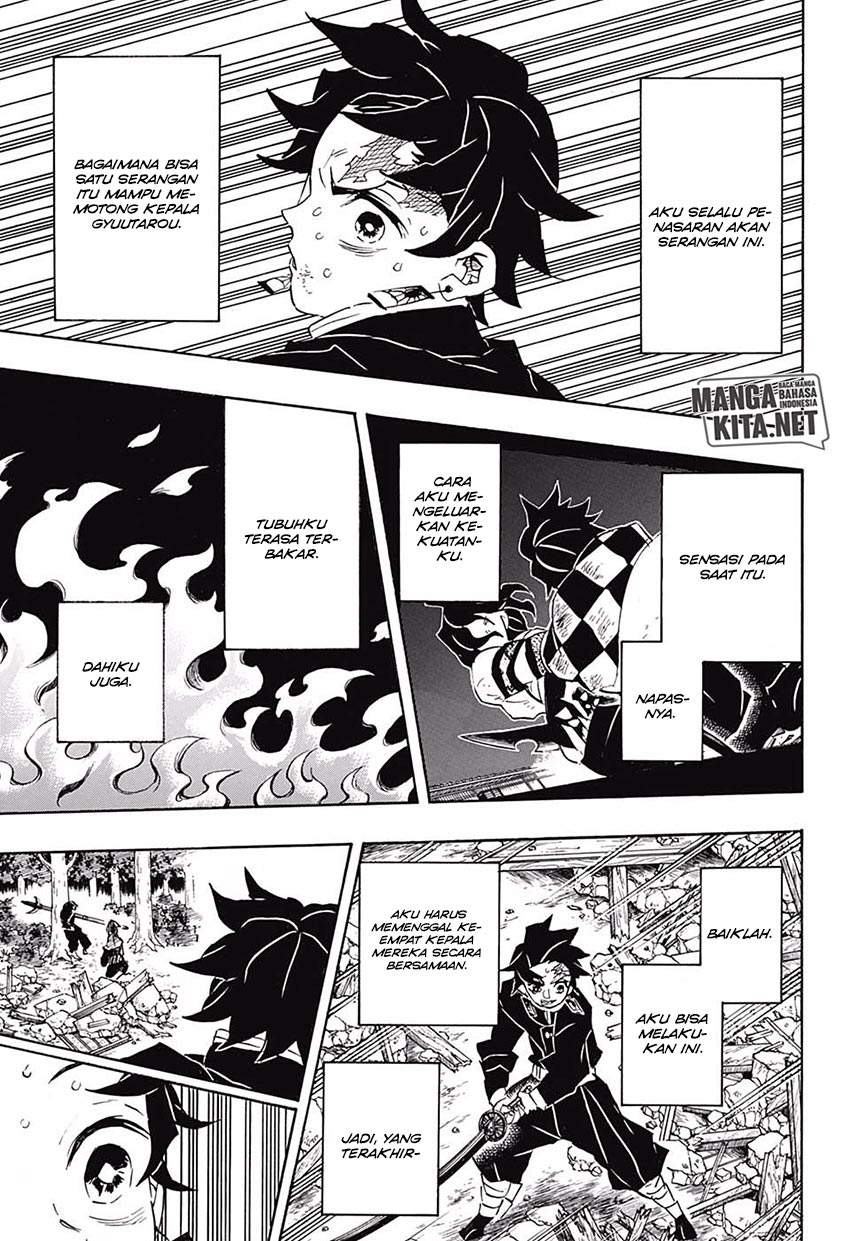 AKU SELALU PE-
NASARAN AKAN
SERANGAN INI.
BAGAIMANA BISA
SATU SERANGAN
ITU MAMPU ME-
MOTONG KEPALA
GYUUTAROU.
MANGA
KITA.NET
BACA MANGA
BAHASA
INDONESIA
SENSASI PADA
SAAT ITU.
NAPAS-
NYA.
CARA
AKU ME-
NGELUAR-
KAN KE-
KUATAN-
KU.
TUBUHKU
TERASA TER-
BAKAR.
DAHIKU
JUGA.
BAIKLAH.
AKU BISA
MELAKU-
KAN INI.
AKU HARUS
MEMENGGAL KE-
EMPAT KEPALA
MEREKA SECARA
BERSAMAAN.
JADI, YANG
TERAKHIR-